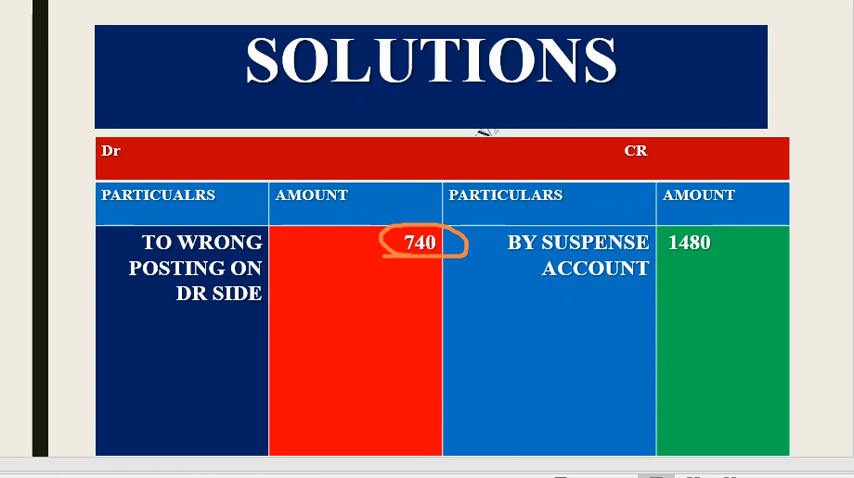 SOLUTIONS
Dr CR
PARTICUALRS AMOUNT PARTICULARS AMOUNT
TO WRONG 740 BY SUSPENSE 1480
POSTING ON ACCOUNT
DR SIDE